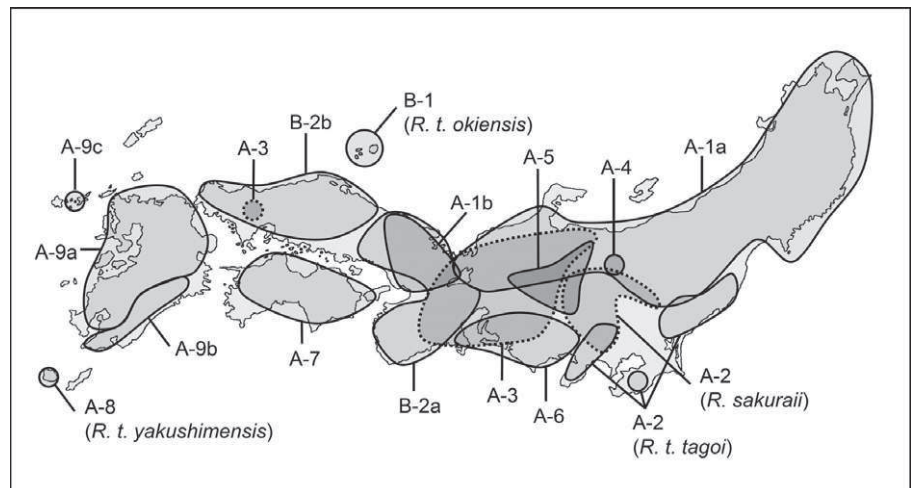 B-1
(R. t. okiensis)
B-2b
A-3
A-9c
A-5
A-4
A-1a
A-1b
A-9a
A-9b
A-7
A-8
(R. t. yakushimensis)
B-2a
A-3
A-6
A-2
(R. sakuraii)
A-2
(R. t. tagoi)